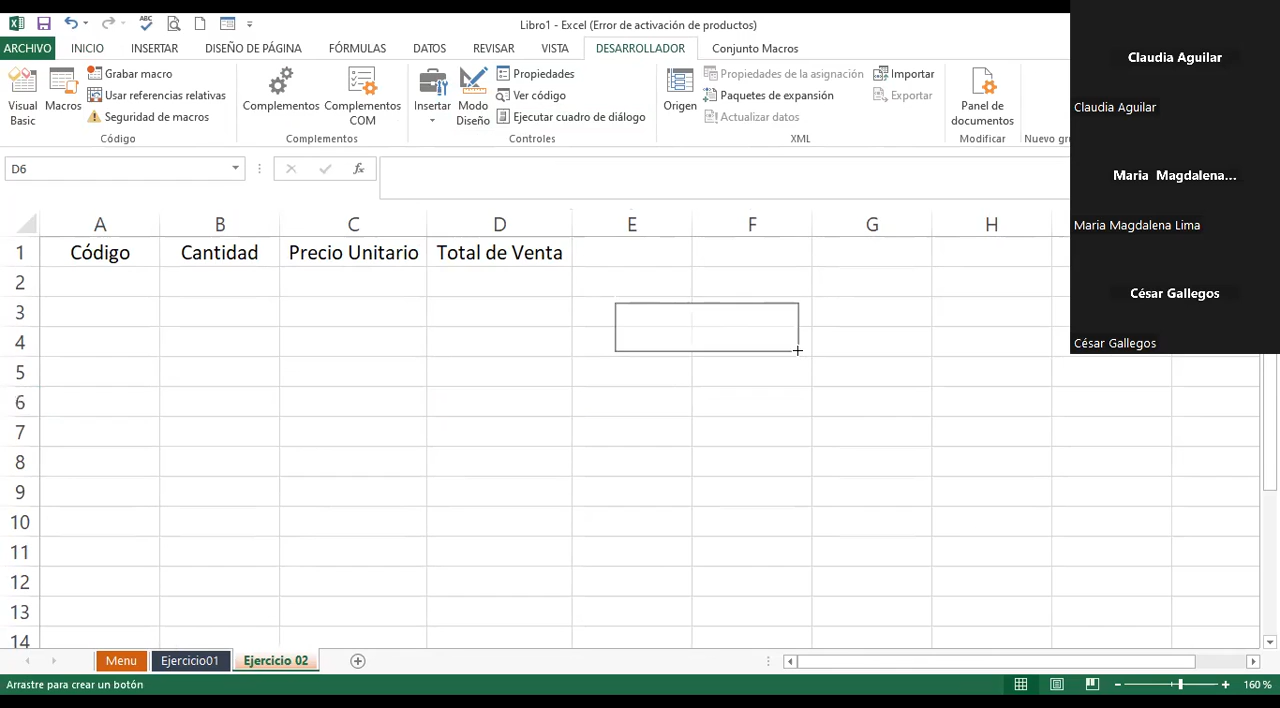 Libro1 - Excel (Error de activación de productos)
ARCHIVO INICIO INSERTAR DISEÑO DE PÁGINA FÓRMULAS DATOS REVISAR VISTA DESARROLLADOR Conjunto Macros
Visual Basic
Macros
Grabar macro
Usar referencias relativas
Seguridad de macros
Código
Complementos
Complementos COM
Complementos
Insertar
Modo Diseño
Propiedades
Ver código
Ejecutar cuadro de diálogo
Controles
Origen
Propiedades de la asignación
Paquetes de expansión
Actualizar datos
Importar
Exportar
XML
Panel de documentos
Modificar
Nuevo gr
Claudia Aguilar
Claudia Aguilar
Maria Magdalena...
Maria Magdalena Lima
César Gallegos
César Gallegos
D6
fx
A B C D E F G H
1 Código Cantidad Precio Unitario Total de Venta
2
3
4
5
6
7
8
9
10
11
12
13
14
Menu Ejercicio01 Ejercicio 02
Arrastre para crear un botón
160 %